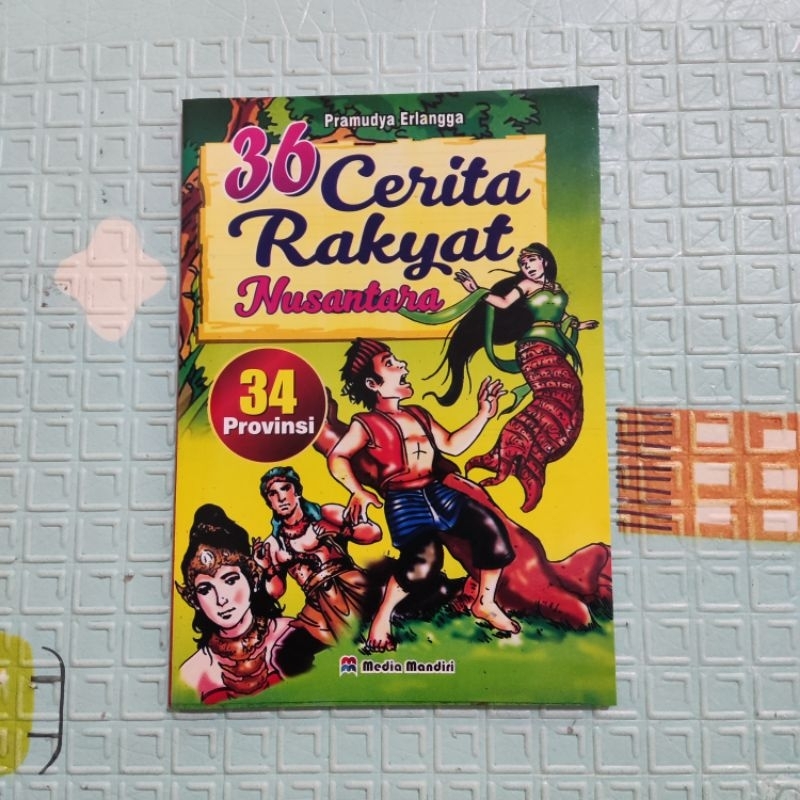 Pramudya Erlangga
36 Cerita
Rakyat
Nusantara
34
Provinsi
Media Mandiri